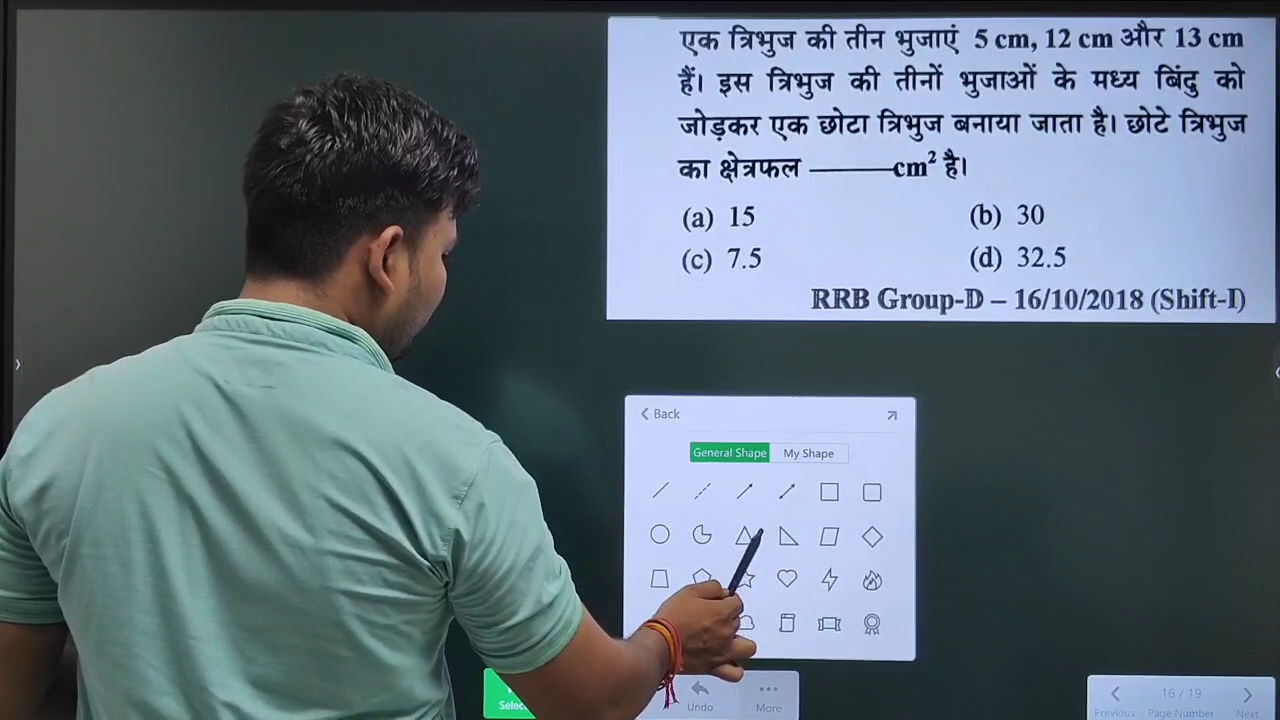 एक त्रिभुज की तीन भुजाएं 5 cm, 12 cm और 13 cm
हैं। इस त्रिभुज की तीनों भुजाओं के मध्य बिंदु को
जोड़कर एक छोटा त्रिभुज बनाया जाता है। छोटे त्रिभुज
का क्षेत्रफल ———cm² है।
(a) 15 (b) 30
(c) 7.5 (d) 32.5
RRB Group-D – 16/10/2018 (Shift-I)
Back
General Shape My Shape
Undo More
16 / 19
Previous Page Number Next